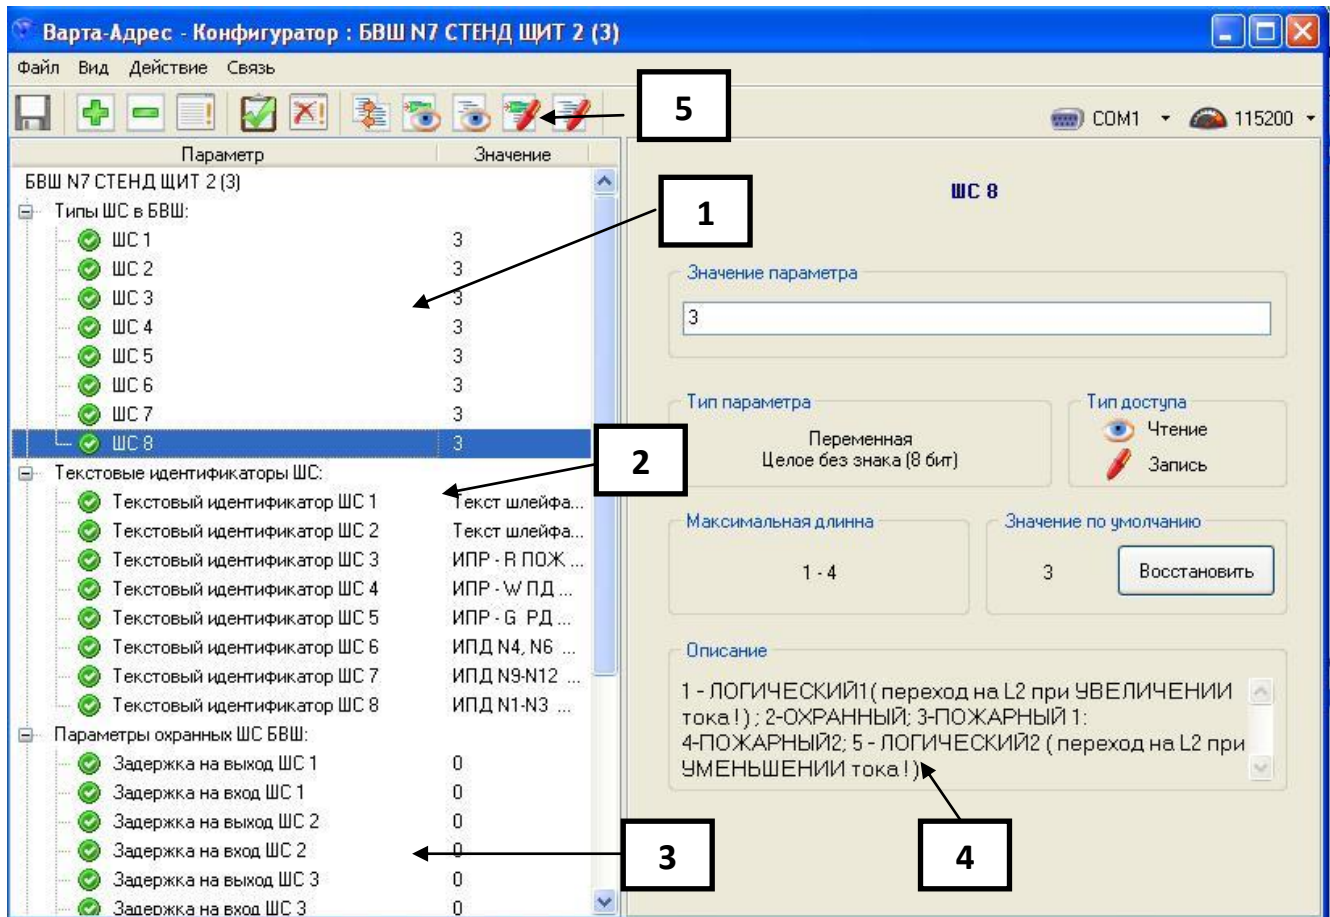 Варта-Адрес - Конфигуратор : БВШ N7 СТЕНД ЩИТ 2 (3)
Файл Вид Действие Связь
5
COM1 115200
Параметр Значение
БВШ N7 СТЕНД ЩИТ 2 (3)
Типы ШС в БВШ:
ШС 1 3
ШС 2 3
ШС 3 3
ШС 4 3
ШС 5 3
ШС 6 3
ШС 7 3
ШС 8 3
Текстовые идентификаторы ШС:
Текстовый идентификатор ШС 1 Текст шлейфа...
Текстовый идентификатор ШС 2 Текст шлейфа...
Текстовый идентификатор ШС 3 ИПР - R ПОЖ ...
Текстовый идентификатор ШС 4 ИПР - W ПД ...
Текстовый идентификатор ШС 5 ИПР - G РД ...
Текстовый идентификатор ШС 6 ИПД N4, N6 ...
Текстовый идентификатор ШС 7 ИПД N9-N12 ...
Текстовый идентификатор ШС 8 ИПД N1-N3 ...
Параметры охранных ШС БВШ:
Задержка на выход ШС 1 0
Задержка на вход ШС 1 0
Задержка на выход ШС 2 0
Задержка на вход ШС 2 0
Задержка на выход ШС 3 0
Задержка на вход ШС 3 0
1
2
3
ШС 8
Значение параметра
3
Тип параметра
Переменная
Целое без знака (8 бит)
Тип доступа
Чтение
Запись
Максимальная длинна
1 - 4
Значение по умолчанию
3 Восстановить
Описание
1 - ЛОГИЧЕСКИЙ1( переход на L2 при УВЕЛИЧЕНИИ
тока!) ; 2-ОХРАННЫЙ; 3-ПОЖАРНЫЙ 1:
4-ПОЖАРНЫЙ2; 5 - ЛОГИЧЕСКИЙ2 ( переход на L2 при
УМЕНЬШЕНИИ тока!)
4